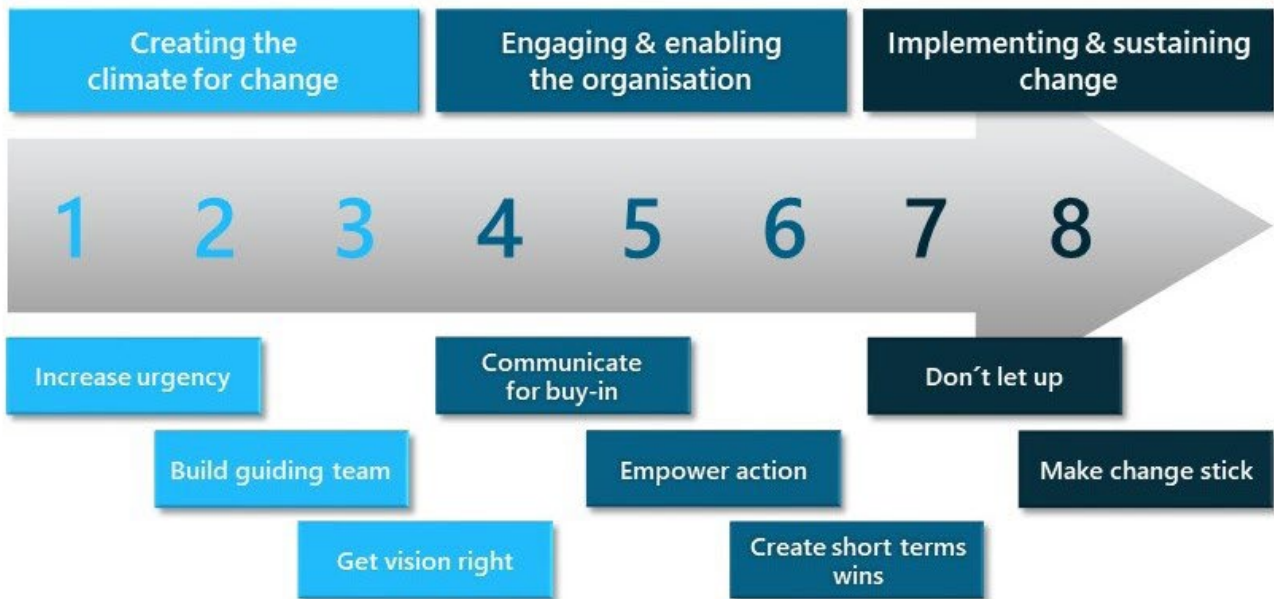 Creating the
climate for change
Engaging & enabling
the organisation
Implementing & sustaining
change
1 2 3 4 5 6 7 8
Increase urgency
Communicate
for buy-in
Don´t let up
Build guiding team
Empower action
Make change stick
Get vision right
Create short terms
wins